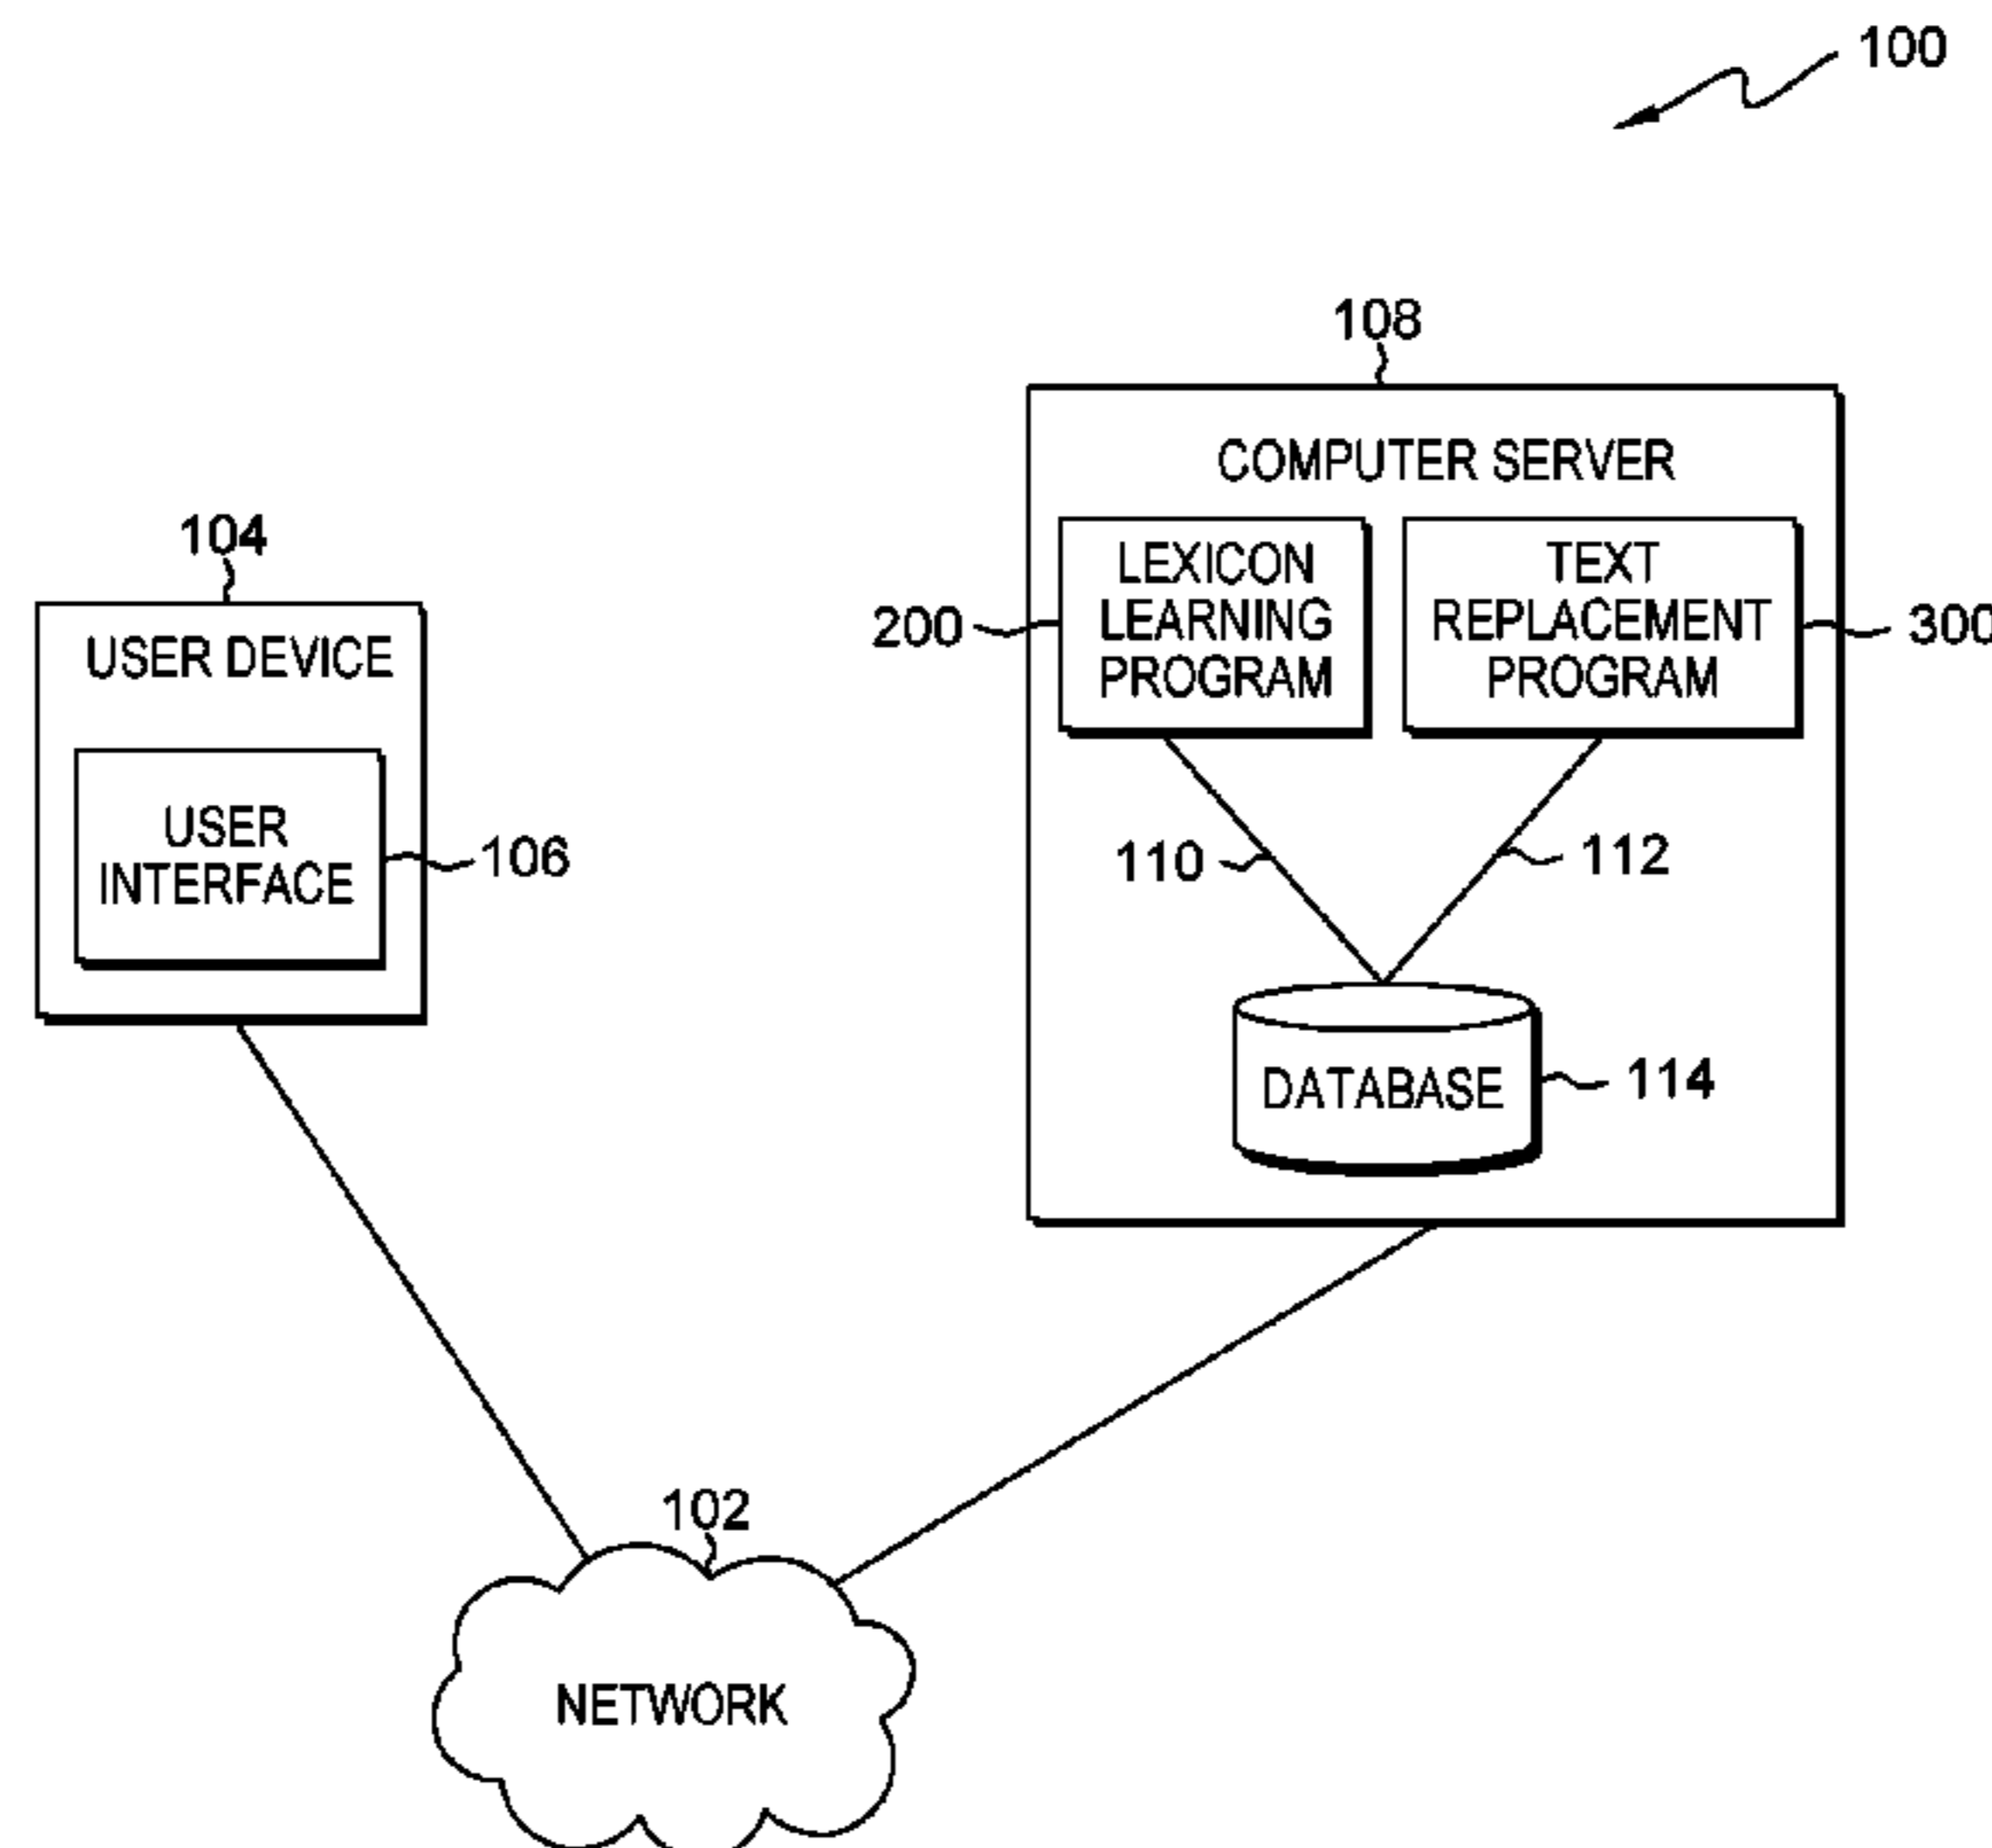 100
108
COMPUTER SERVER
104
USER DEVICE
LEXICON
LEARNING
PROGRAM
200
TEXT
REPLACEMENT
PROGRAM
300
USER
INTERFACE
106
110
112
DATABASE
114
102
NETWORK